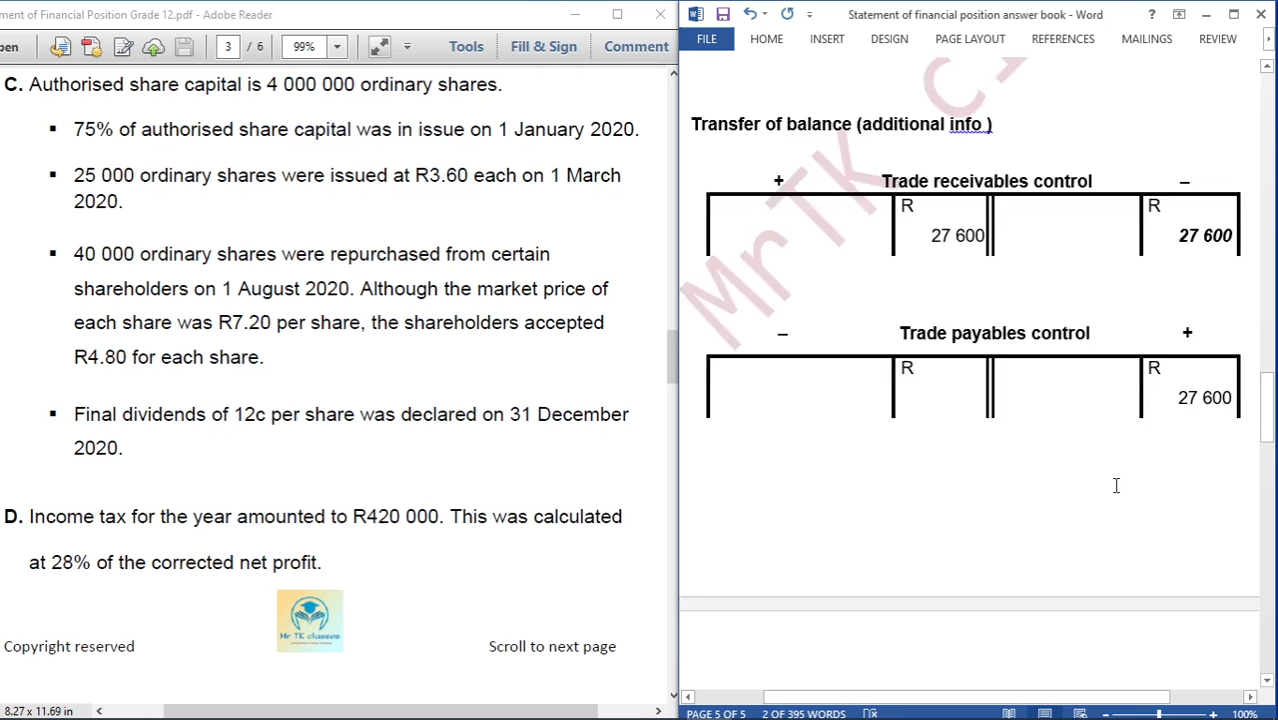 ement of Financial Position Grade 12.pdf - Adobe Reader
pen
3 / 6
99%
Tools
Fill & Sign
Comment
C. Authorised share capital is 4 000 000 ordinary shares.
▪ 75% of authorised share capital was in issue on 1 January 2020.
▪ 25 000 ordinary shares were issued at R3.60 each on 1 March
2020.
▪ 40 000 ordinary shares were repurchased from certain
shareholders on 1 August 2020. Although the market price of
each share was R7.20 per share, the shareholders accepted
R4.80 for each share.
▪ Final dividends of 12c per share was declared on 31 December
2020.
D. Income tax for the year amounted to R420 000. This was calculated
at 28% of the corrected net profit.
Mr TK classes
Copyright reserved
Scroll to next page
8.27 x 11.69 in
Statement of financial position answer book - Word
FILE HOME INSERT DESIGN PAGE LAYOUT REFERENCES MAILINGS REVIEW
Transfer of balance (additional info )
+ Trade receivables control –
R R
27 600 27 600
– Trade payables control +
R R
27 600
Mr TK c
PAGE 5 OF 5 2 OF 395 WORDS
100%